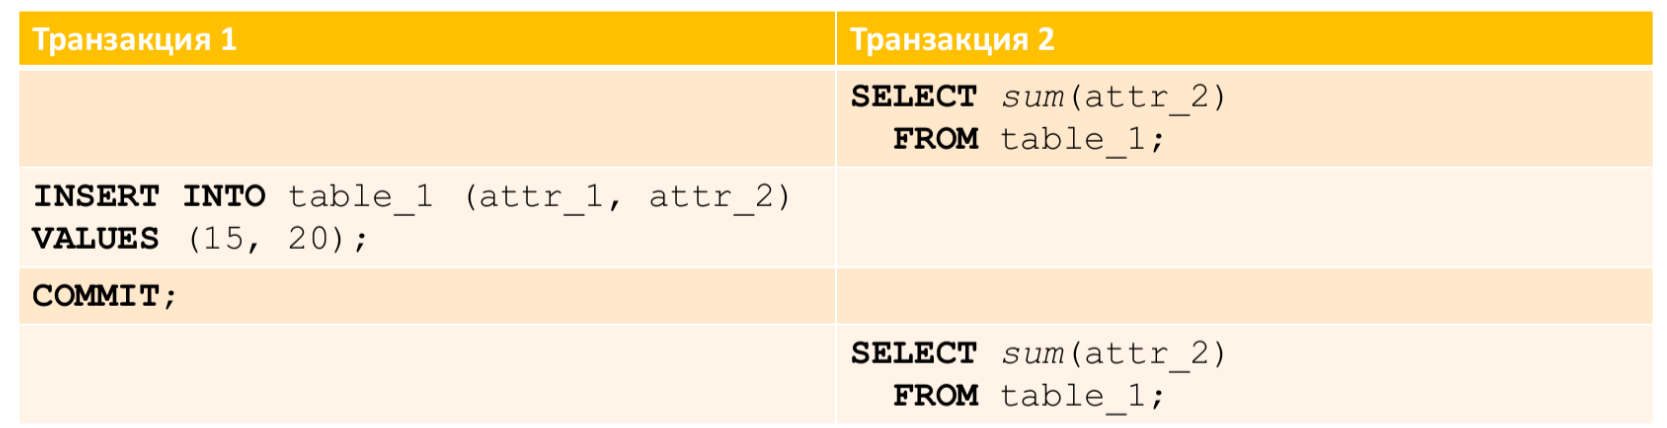 Транзакция 1
Транзакция 2
SELECT sum(attr_2)
FROM table_1;
INSERT INTO table_1 (attr_1, attr_2)
VALUES (15, 20);
COMMIT;
SELECT sum(attr_2)
FROM table_1;